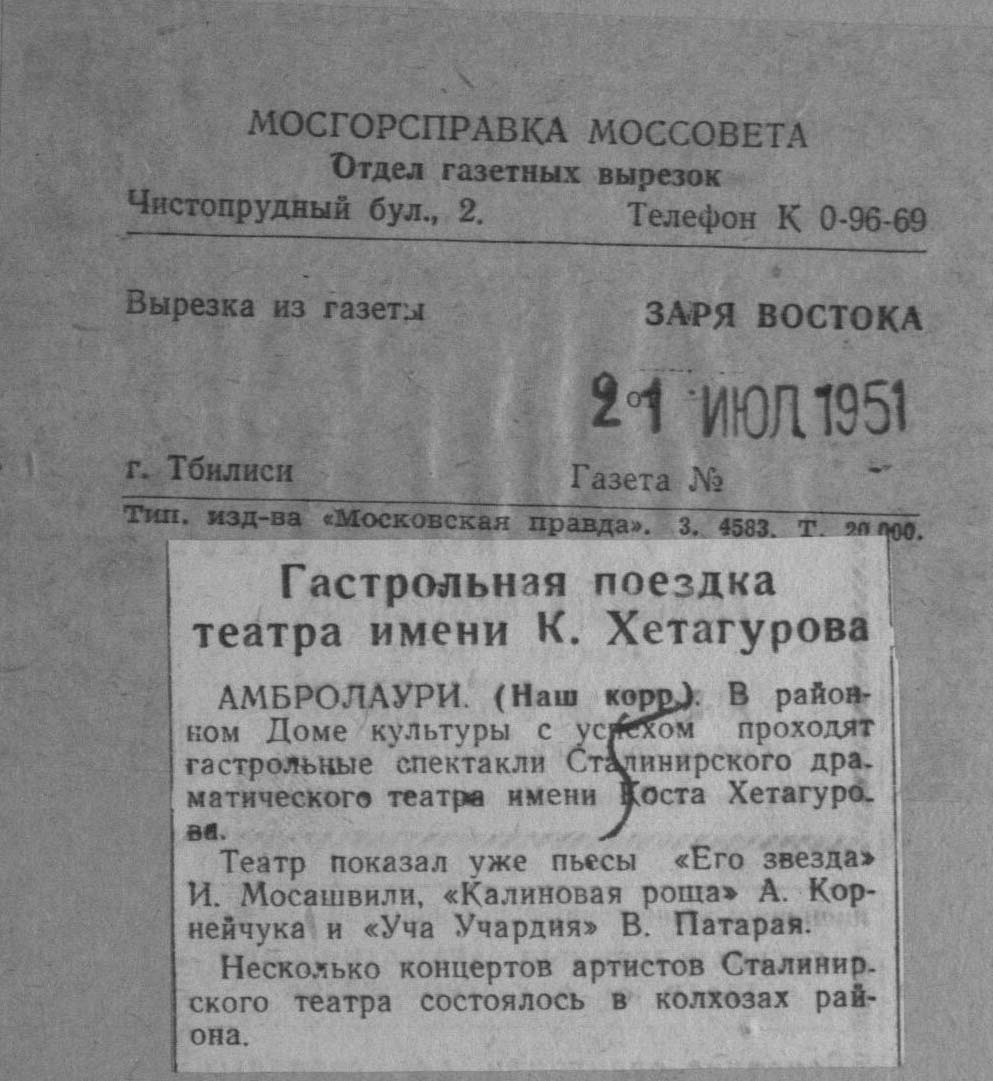 МОСГОРСПРАВКА МОССОВЕТА
Отдел газетных вырезок
Чистопрудный бул., 2. Телефон К 0-96-69
Вырезка из газеты ЗАРЯ ВОСТОКА
от 21 ИЮЛ 1951
г. Тбилиси Газета №
Тип. изд-ва «Московская правда». З. 4583. Т. 20 000.
Гастрольная поездка
театра имени К. Хетагурова
АМБРОЛАУРИ. (Наш корр.). В район-
ном Доме культуры с успехом проходят
гастрольные спектакли Сталинирского дра-
матического театра имени Коста Хетагуро-
ва.
Театр показал уже пьесы «Его звезда»
И. Мосашвили, «Калиновая роща» А. Кор-
нейчука и «Уча Учардия» В. Патарая.
Несколько концертов артистов Сталинир-
ского театра состоялось в колхозах рай-
она.